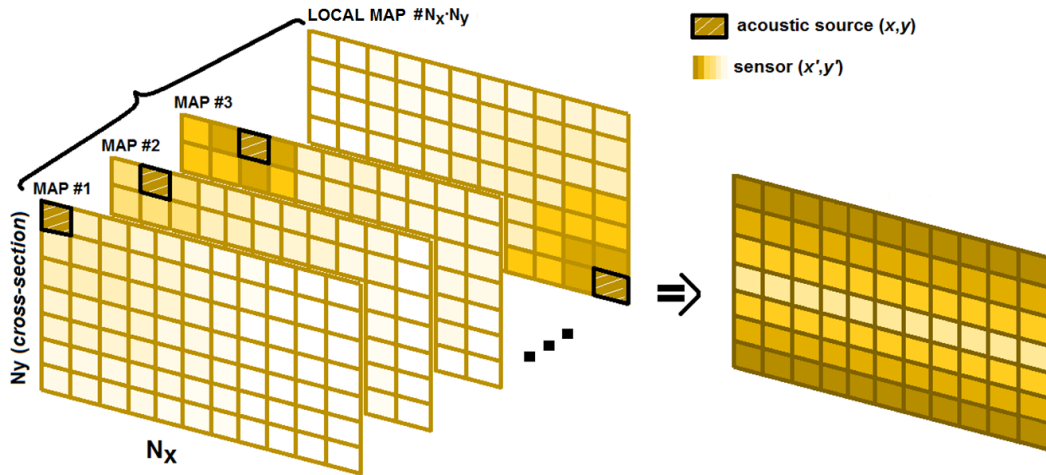 LOCAL MAP #Nx·Ny
acoustic source (x,y)
sensor (x′,y′)
MAP #3
MAP #2
MAP #1
Ny (cross-section)
Nx